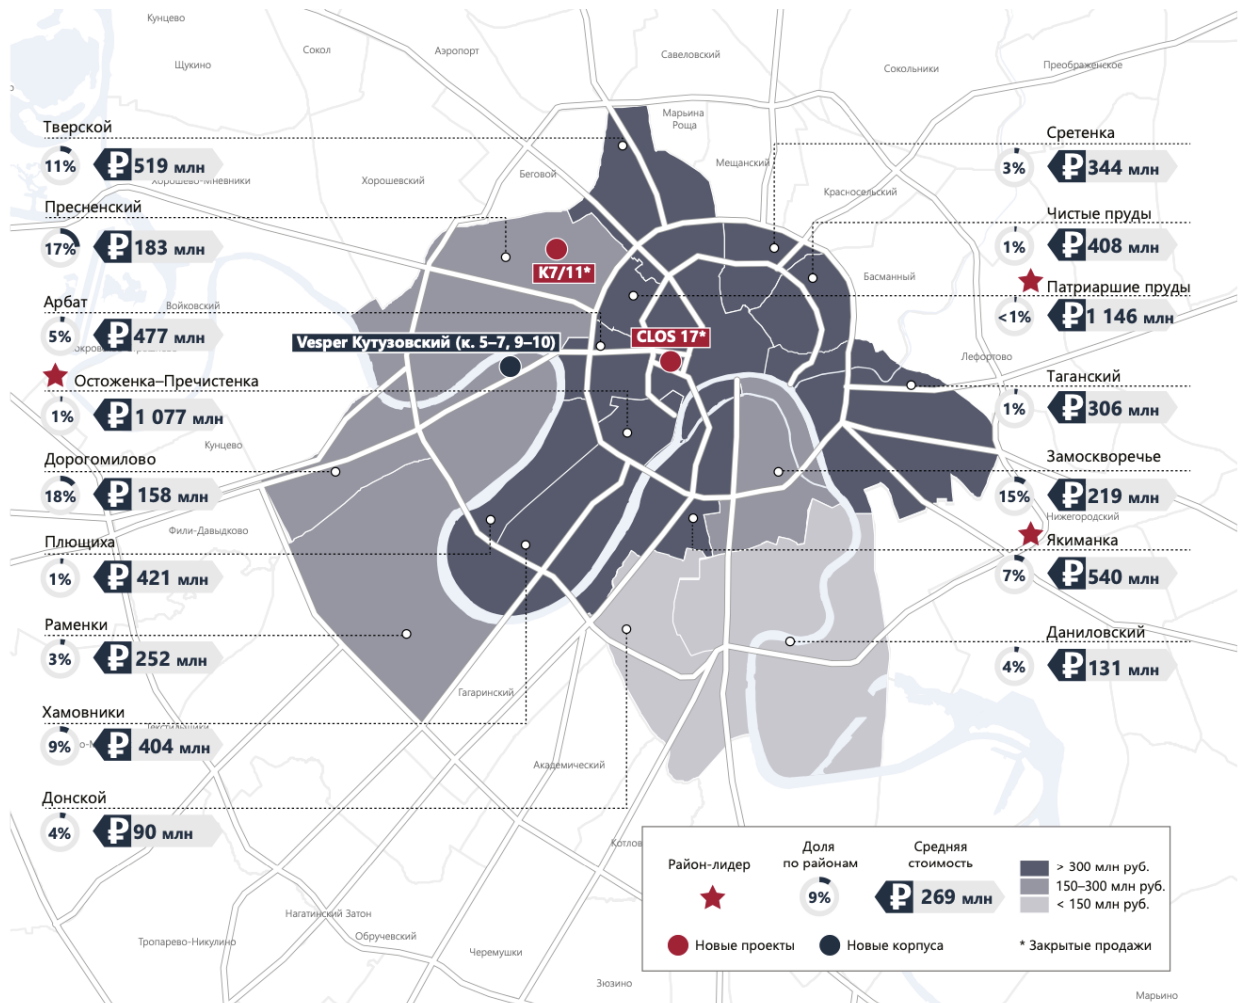 Кунцево
Сокол
Аэропорт
Савеловский
Щукино
Сокольники
Преображенское
Марьина
Роща
Мещанский
Беговой
Хорошевский
Хорошево-Мневники
Красносельский
Басманный
Войковский
Лефортово
Кунцево
Фили-Давыдково
Нижегородский
Гагаринский
Академический
Котлов
Нагатинский Затон
Обручевский
Тропарево-Никулино
Черемушки
Зюзино
Марьино
Тверской
11% ₽ 519 млн
Пресненский
17% ₽ 183 млн
Арбат
5% ₽ 477 млн
Остоженка–Пречистенка
1% ₽ 1 077 млн
Дорогомилово
18% ₽ 158 млн
Плющиха
1% ₽ 421 млн
Раменки
3% ₽ 252 млн
Хамовники
9% ₽ 404 млн
Донской
4% ₽ 90 млн
K7/11*
CLOS 17*
Vesper Кутузовский (к. 5–7, 9–10)
Сретенка
3% ₽ 344 млн
Чистые пруды
1% ₽ 408 млн
Патриаршие пруды
<1% ₽ 1 146 млн
Таганский
1% ₽ 306 млн
Замоскворечье
15% ₽ 219 млн
Якиманка
7% ₽ 540 млн
Даниловский
4% ₽ 131 млн
Район-лидер
Доля
по районам
9%
Средняя
стоимость
₽ 269 млн
> 300 млн руб.
150–300 млн руб.
< 150 млн руб.
Новые проекты
Новые корпуса
* Закрытые продажи